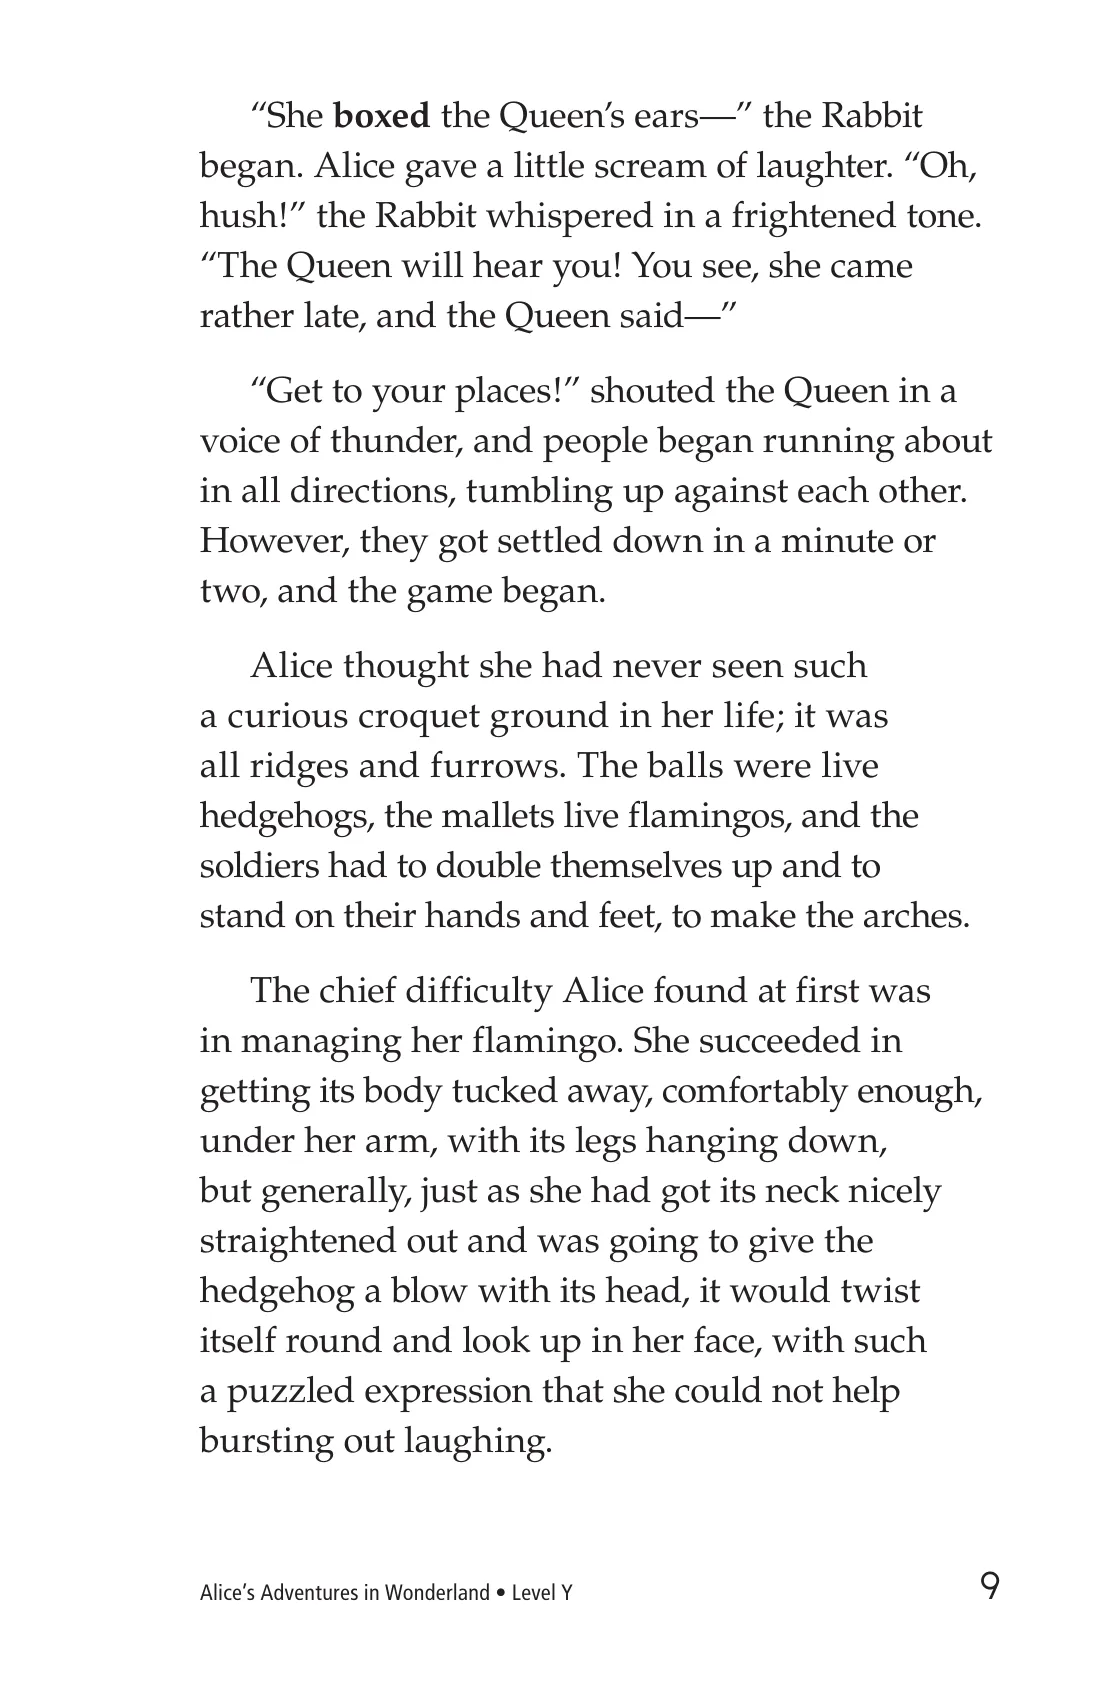 “She boxed the Queen’s ears—” the Rabbit
began. Alice gave a little scream of laughter. “Oh,
hush!” the Rabbit whispered in a frightened tone.
“The Queen will hear you! You see, she came
rather late, and the Queen said—”
“Get to your places!” shouted the Queen in a
voice of thunder, and people began running about
in all directions, tumbling up against each other.
However, they got settled down in a minute or
two, and the game began.
Alice thought she had never seen such
a curious croquet ground in her life; it was
all ridges and furrows. The balls were live
hedgehogs, the mallets live flamingos, and the
soldiers had to double themselves up and to
stand on their hands and feet, to make the arches.
The chief difficulty Alice found at first was
in managing her flamingo. She succeeded in
getting its body tucked away, comfortably enough,
under her arm, with its legs hanging down,
but generally, just as she had got its neck nicely
straightened out and was going to give the
hedgehog a blow with its head, it would twist
itself round and look up in her face, with such
a puzzled expression that she could not help
bursting out laughing.
Alice’s Adventures in Wonderland • Level Y 9